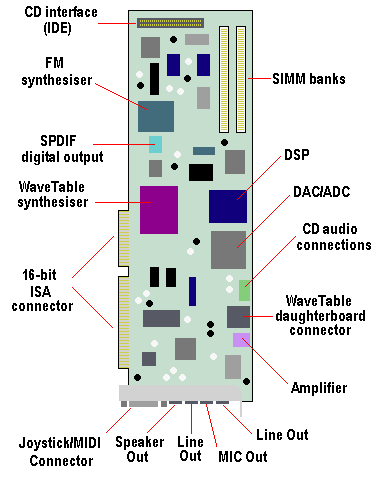 CD interface
(IDE)
FM
synthesiser
SIMM banks
SPDIF
digital output
DSP
WaveTable
synthesiser
DAC/ADC
CD audio
connections
16-bit
ISA
connector
WaveTable
daughterboard
connector
Amplifier
Joystick/MIDI
Connector
Speaker
Out
Line
Out
MIC Out
Line Out